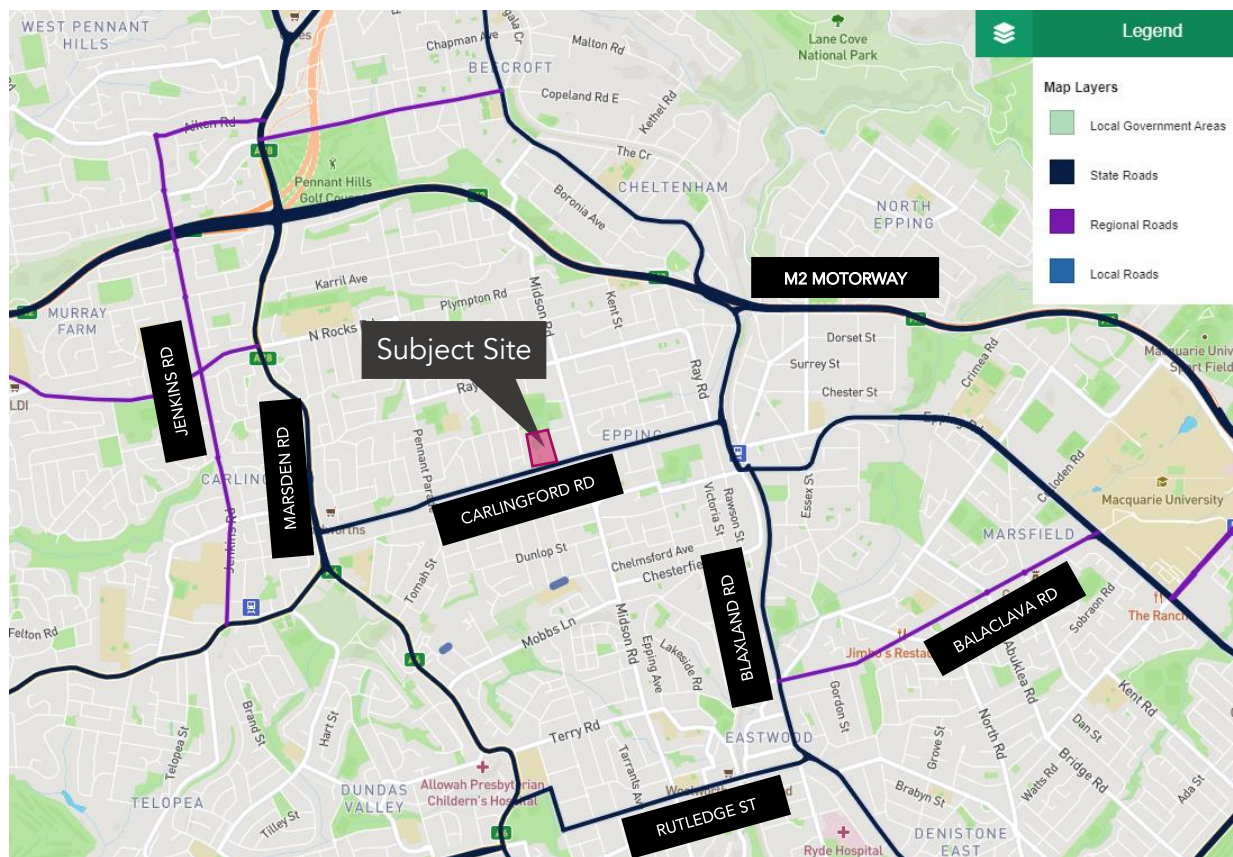 WEST PENNANT
HILLS
Chapman Ave
Malton Rd
Lane Cove
National Park
BEECROFT
Copeland Rd E
Kethel Rd
Aiken Rd
A28
The Cr
Pennant Hills
Golf Course
CHELTENHAM
Boronia Ave
NORTH
EPPING
Legend
Map Layers
Local Government Areas
State Roads
Regional Roads
Local Roads
M2 MOTORWAY
Karril Ave
Plympton Rd
Midson Rd
Kent St
MURRAY
FARM
N Rocks
Dorset St
Surrey St
Crimea Rd
Chester St
Ray Rd
Subject Site
JENKINS RD
A28
MARSDEN RD
Pennant Parade
EPPING
CARLINGFORD RD
Essex St
Culloden Rd
Macquarie University
MARSFIELD
Jenkins Rd
Rawson St
Victoria St
Dunlop St
Chelmsford Ave
Tomah St
BLAXLAND RD
BALACLAVA RD
Sobraon Rd
The Ranch
Felton Rd
Mobbs Ln
Midson Rd
Epping Ave
Lakeside Rd
Abuklea Rd
Kent Rd
A6
Gordon St
North Rd
Dan St
Bridge Rd
Brand St
Hart St
Terry Rd
EASTWOOD
Grove St
Telopea St
Tarrants Ave
Watts Rd
Ada St
Allowah Presbyterian
Childern's Hospital
Brabyn St
TELOPEA
DUNDAS
VALLEY
RUTLEDGE ST
Tilley St
A6
Ryde Hospital
DENISTONE
EAST